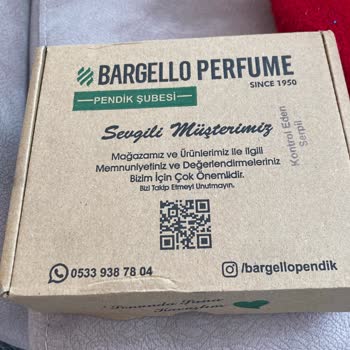 BARGELLO PERFUME
SINCE 1950
PENDİK ŞUBESİ
Sevgili Müşterimiz
Mağazamız ve Ürünlerimiz ile ilgili
Memnuniyetiniz ve Değerlendirmeleriniz
Bizim İçin Çok Önemlidir.
Bizi Takip Etmeyi Unutmayın.
Kontrol Eden
Serpil
0533 938 78 04
/bargellopendik